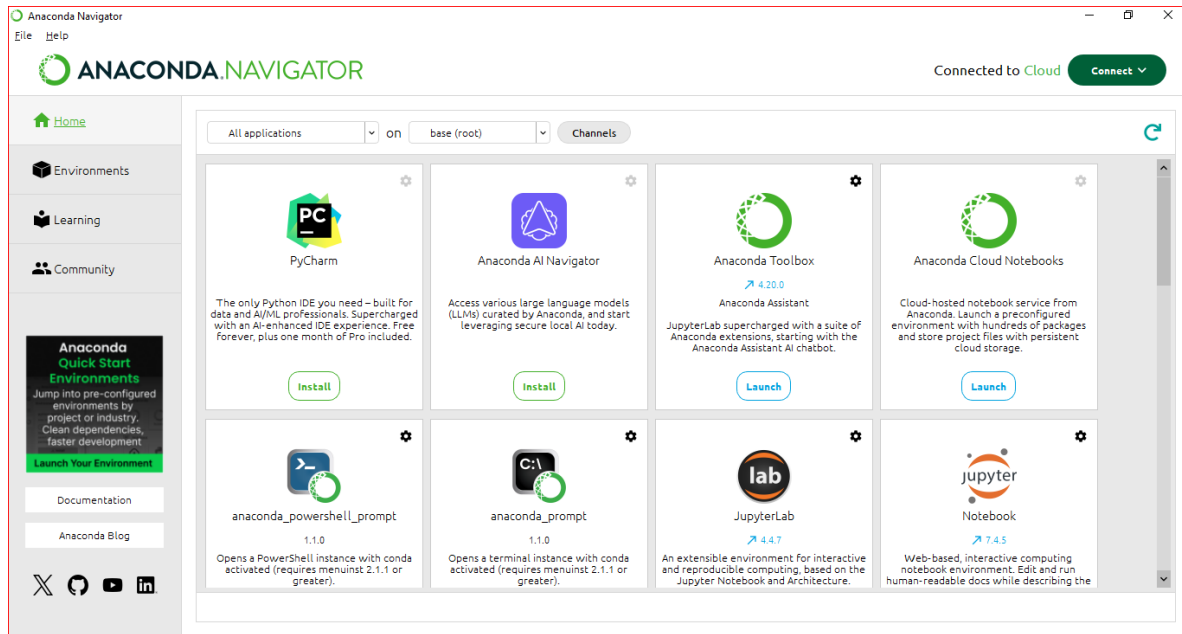 Anaconda Navigator
File Help
ANACONDA.NAVIGATOR
Connected to Cloud
Connect
Home
Environments
Learning
Community
Anaconda
Quick Start
Environments
Jump into pre-configured
environments by
project or industry.
Clean dependencies,
faster development
Launch Your Environment
Documentation
Anaconda Blog
All applications on base (root) Channels
PC
PyCharm
The only Python IDE you need – built for
data and AI/ML professionals. Supercharged
with an AI-enhanced IDE experience. Free
forever, plus one month of Pro included.
Install
Anaconda AI Navigator
Access various large language models
(LLMs) curated by Anaconda, and start
leveraging secure local AI today.
Install
Anaconda Toolbox
4.20.0
Anaconda Assistant
JupyterLab supercharged with a suite of
Anaconda extensions, starting with the
Anaconda Assistant AI chatbot.
Launch
Anaconda Cloud Notebooks
Cloud-hosted notebook service from
Anaconda. Launch a preconfigured
environment with hundreds of packages
and store project files with persistent
cloud storage.
Launch
anaconda_powershell_prompt
1.1.0
Opens a PowerShell instance with conda
activated (requires menuinst 2.1.1 or
greater).
C:\
anaconda_prompt
1.1.0
Opens a terminal instance with conda
activated (requires menuinst 2.1.1 or
greater).
lab
JupyterLab
4.4.7
An extensible environment for interactive
and reproducible computing, based on the
Jupyter Notebook and Architecture.
jupyter
Notebook
7.4.5
Web-based, interactive computing
notebook environment. Edit and run
human-readable docs while describing the